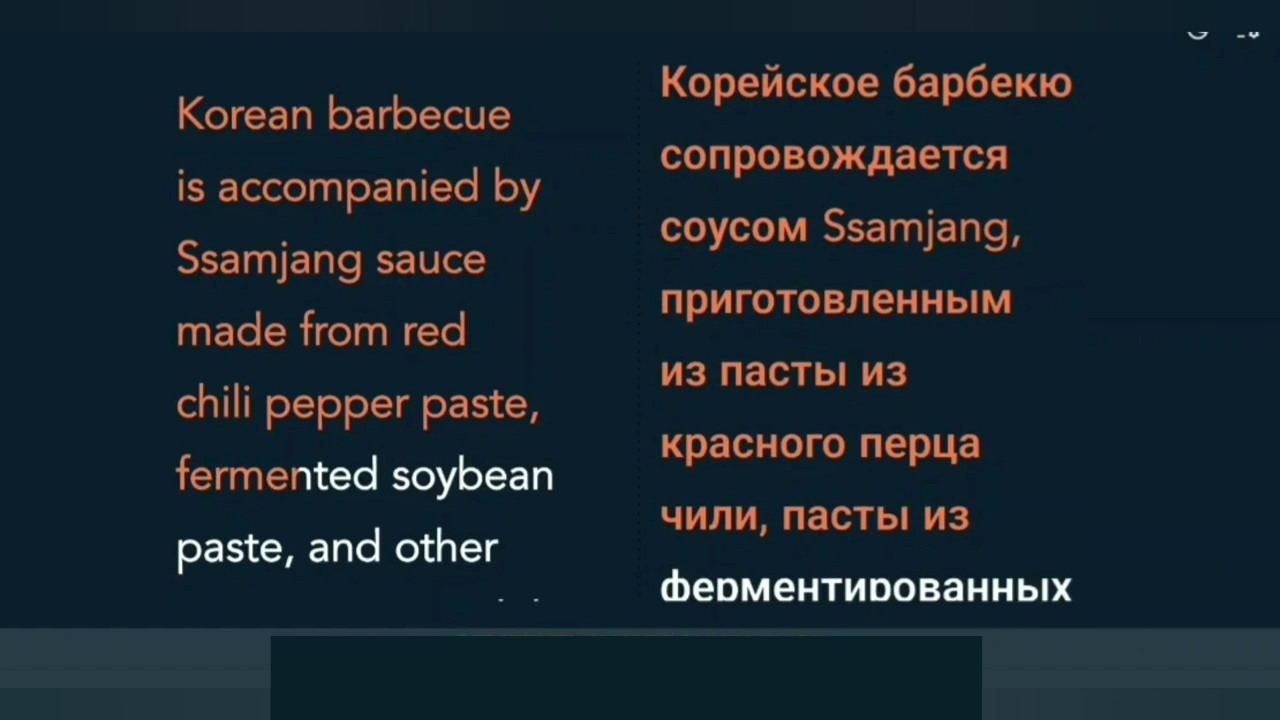 Korean barbecue
is accompanied by
Ssamjang sauce
made from red
chili pepper paste,
fermented soybean
paste, and other
Корейское барбекю
сопровождается
соусом Ssamjang,
приготовленным
из пасты из
красного перца
чили, пасты из
ферментированных